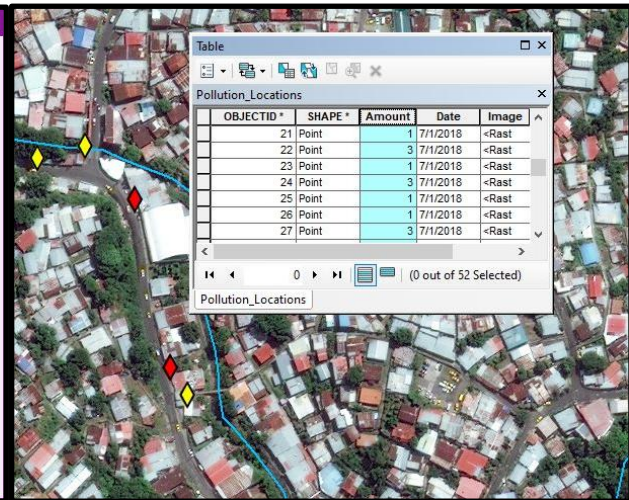 Table
Pollution_Locations
OBJECTID * SHAPE * Amount Date Image
21 Point 1 7/1/2018 <Rast
22 Point 3 7/1/2018 <Rast
23 Point 1 7/1/2018 <Rast
24 Point 3 7/1/2018 <Rast
25 Point 1 7/1/2018 <Rast
26 Point 1 7/1/2018 <Rast
27 Point 3 7/1/2018 <Rast
0 (0 out of 52 Selected)
Pollution_Locations